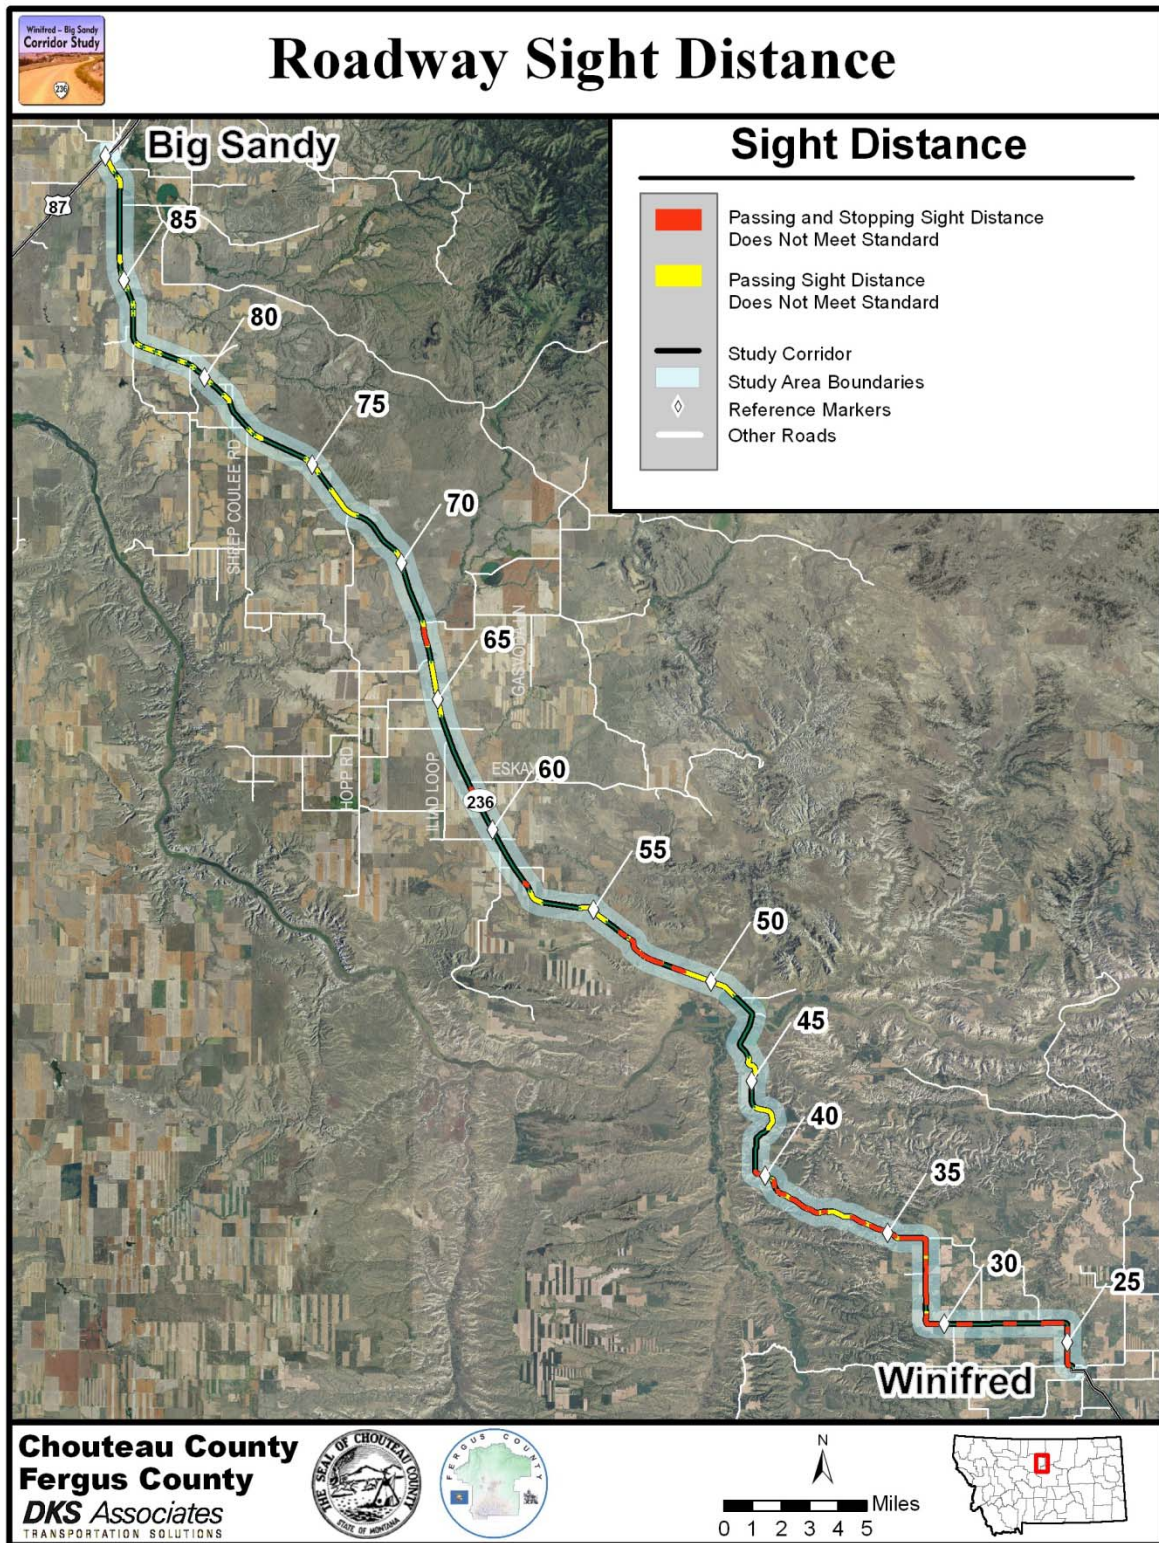 Winifred – Big Sandy
Corridor Study
236
Roadway Sight Distance
Big Sandy
87
Sight Distance
Passing and Stopping Sight Distance
Does Not Meet Standard
Passing Sight Distance
Does Not Meet Standard
Study Corridor
Study Area Boundaries
Reference Markers
Other Roads
85
80
75
SHEEP COULEE RD
70
65
HOPP RD
60
236
55
50
45
40
35
30
25
Winifred
Chouteau County
Fergus County
DKS Associates
TRANSPORTATION SOLUTIONS
THE SEAL OF CHOUTEAU COUNTY
STATE OF MONTANA
FERGUS COUNTY
N
Miles
0 1 2 3 4 5